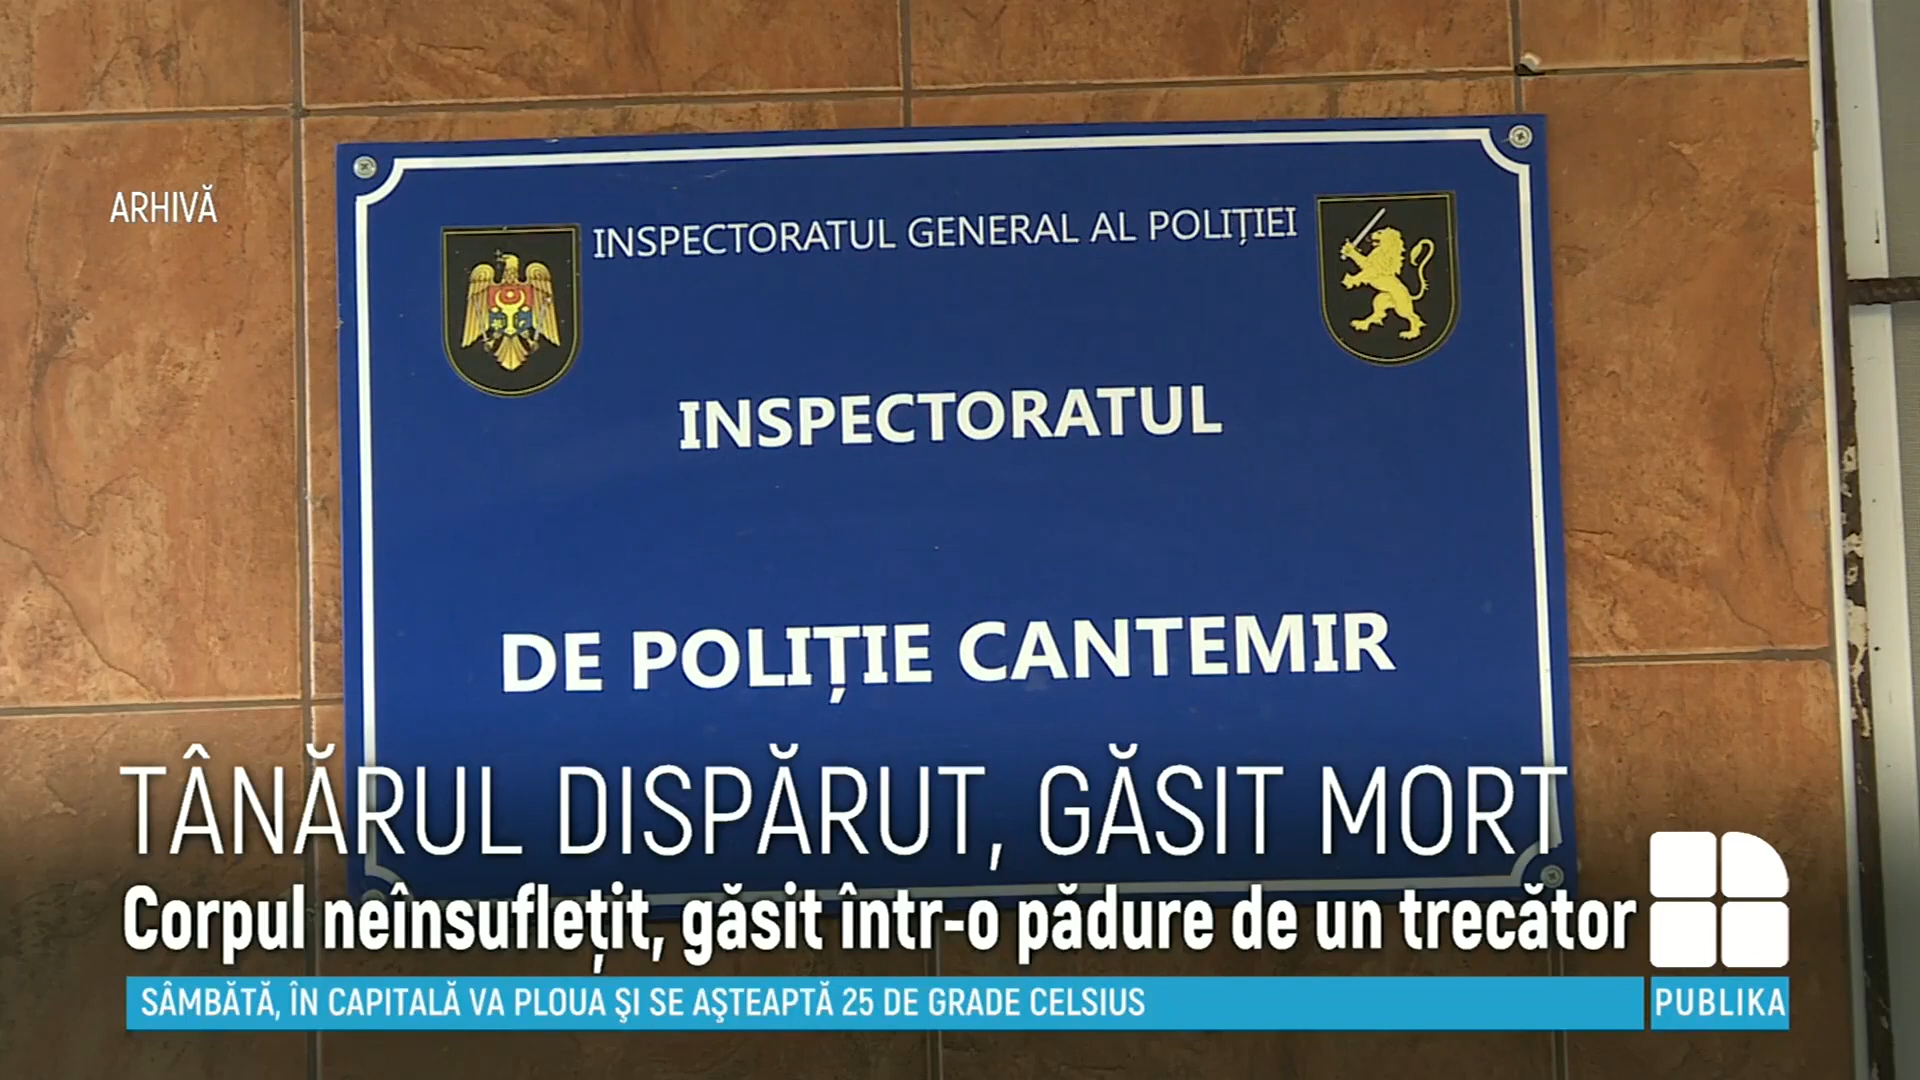 ARHIVĂ
INSPECTORATUL GENERAL AL POLIȚIEI
INSPECTORATUL
DE POLIȚIE CANTEMIR
TÂNĂRUL DISPĂRUT, GĂSIT MORT
Corpul neînsuflețit, găsit într-o pădure de un trecător
SÂMBĂTĂ, ÎN CAPITALĂ VA PLOUA ŞI SE AŞTEAPTĂ 25 DE GRADE CELSIUS
PUBLIKA